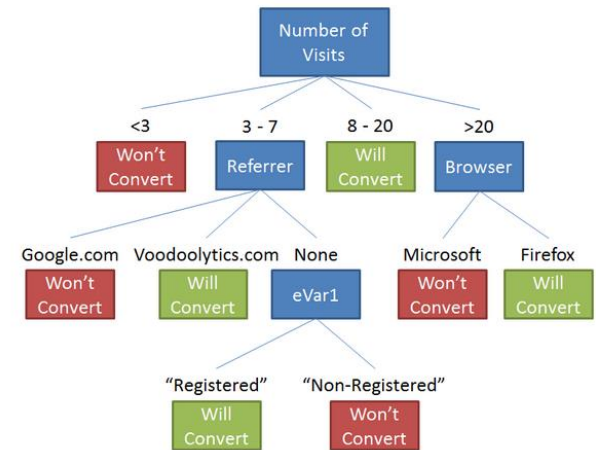 Number of
Visits
<3
3 - 7
8 - 20
>20
Won't
Convert
Referrer
Will
Convert
Browser
Google.com
Voodoolytics.com
None
Microsoft
Firefox
Won't
Convert
Will
Convert
eVar1
Won't
Convert
Will
Convert
“Registered”
“Non-Registered”
Will
Convert
Won't
Convert